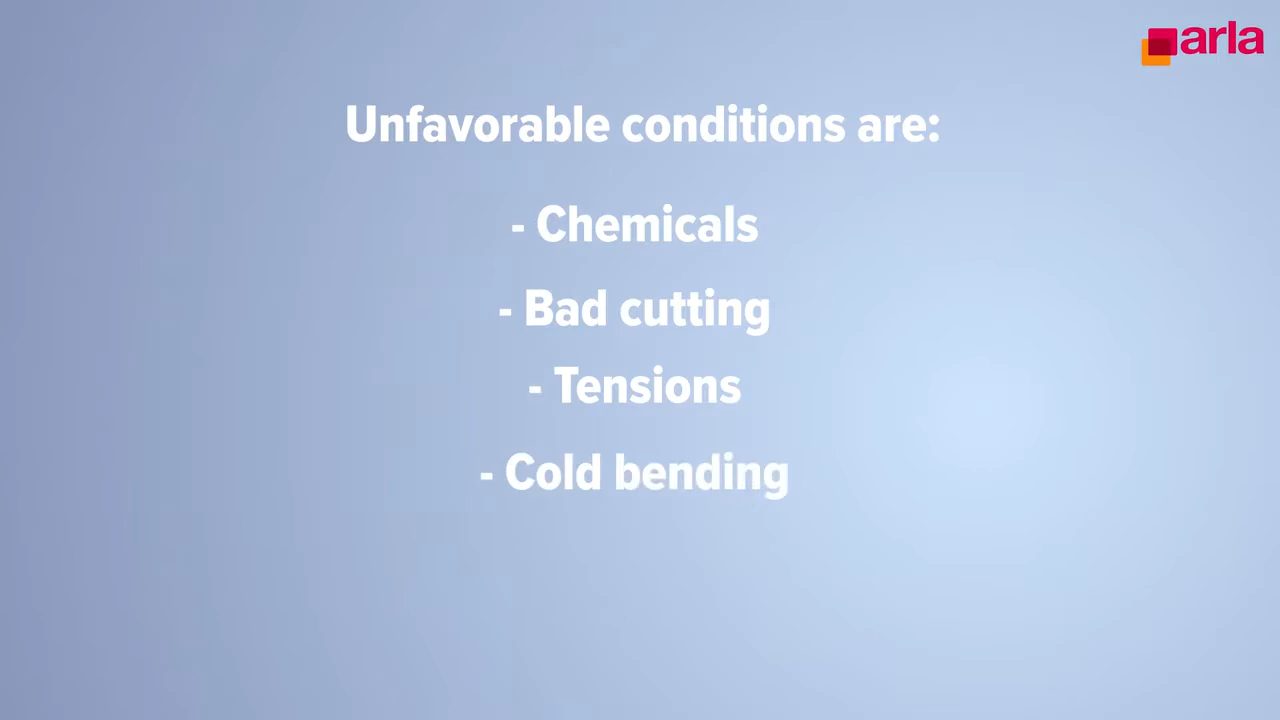 arla
Unfavorable conditions are:
- Chemicals
- Bad cutting
- Tensions
- Cold bending